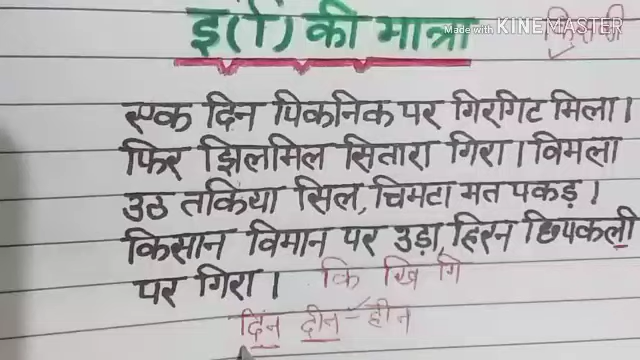 Made with KINEMASTER
इ(ि) की मात्रा
एक दिन पिकनिक पर गिरगिट मिला।
फिर झिलमिल सितारा गिरा। विमला
उठ तकिया सिल, चिमटा मत पकड़।
किसान विमान पर उड़ा, हिरन छिपकली
पर गिरा। कि खि गि
दिन दीन - हीन